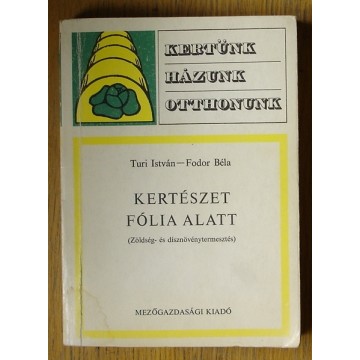 KERTÜNK
HÁZUNK
OTTHONUNK
Turi István—Fodor Béla
KERTÉSZET
FÓLIA ALATT
(Zöldség- és dísznövénytermesztés)
MEZŐGAZDASÁGI KIADÓ